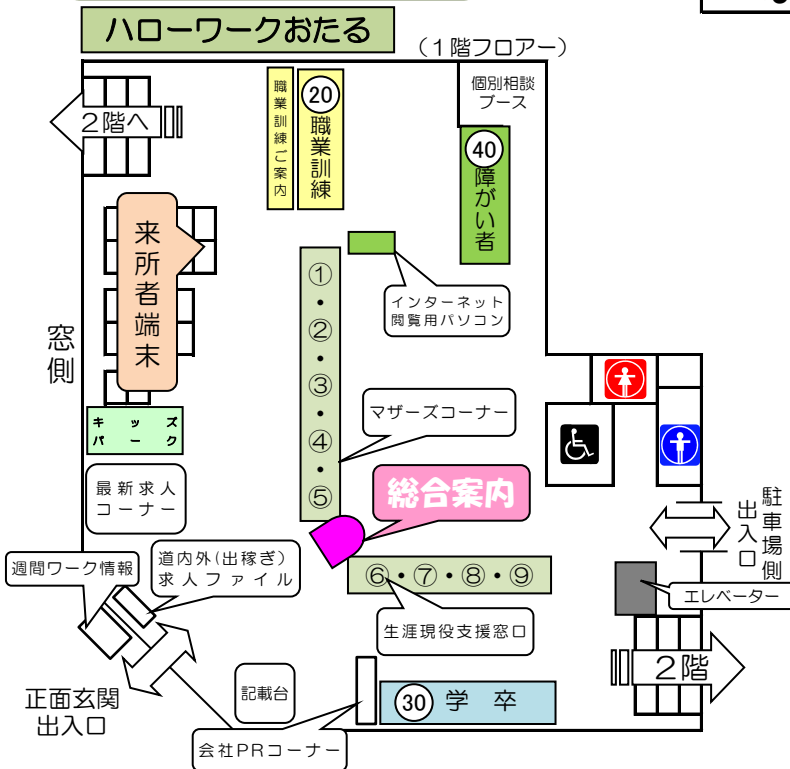 ハローワークおたる
（１階フロアー）
２階へ
職業訓練ご案内
⑳職業訓練
個別相談
ブース
㊵障がい者
来所者端末
①・②・③・④・⑤
インターネット
閲覧用パソコン
窓側
マザーズコーナー
キッズ
パーク
総合案内
最新求人
コーナー
駐車場側
出入口
週間ワーク情報
道内外(出稼ぎ)
求人ファイル
⑥・⑦・⑧・⑨
エレベーター
生涯現役支援窓口
２階
正面玄関
出入口
記載台
㉚学卒
会社PRコーナー